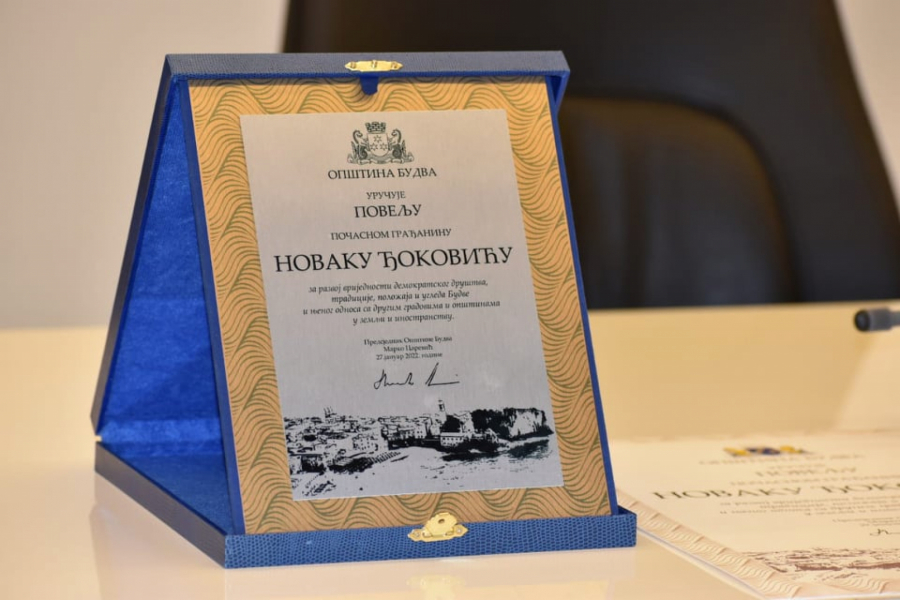 ОПШТИНА БУДВА
УРУЧУЈЕ
ПОВЕЉУ
ПОЧАСНОМ ГРАЂАНИНУ
НОВАКУ ЂОКОВИЋУ
за развој вриједности демократског друштва,
традиције, положаја и угледа Будве
и њеног односа са другим градовима и општинама
у земљи и иностранству.
Предсједник Општине Будва
Марко Царевић
27 јануар 2022. године
НОВАКУ ЂОКО